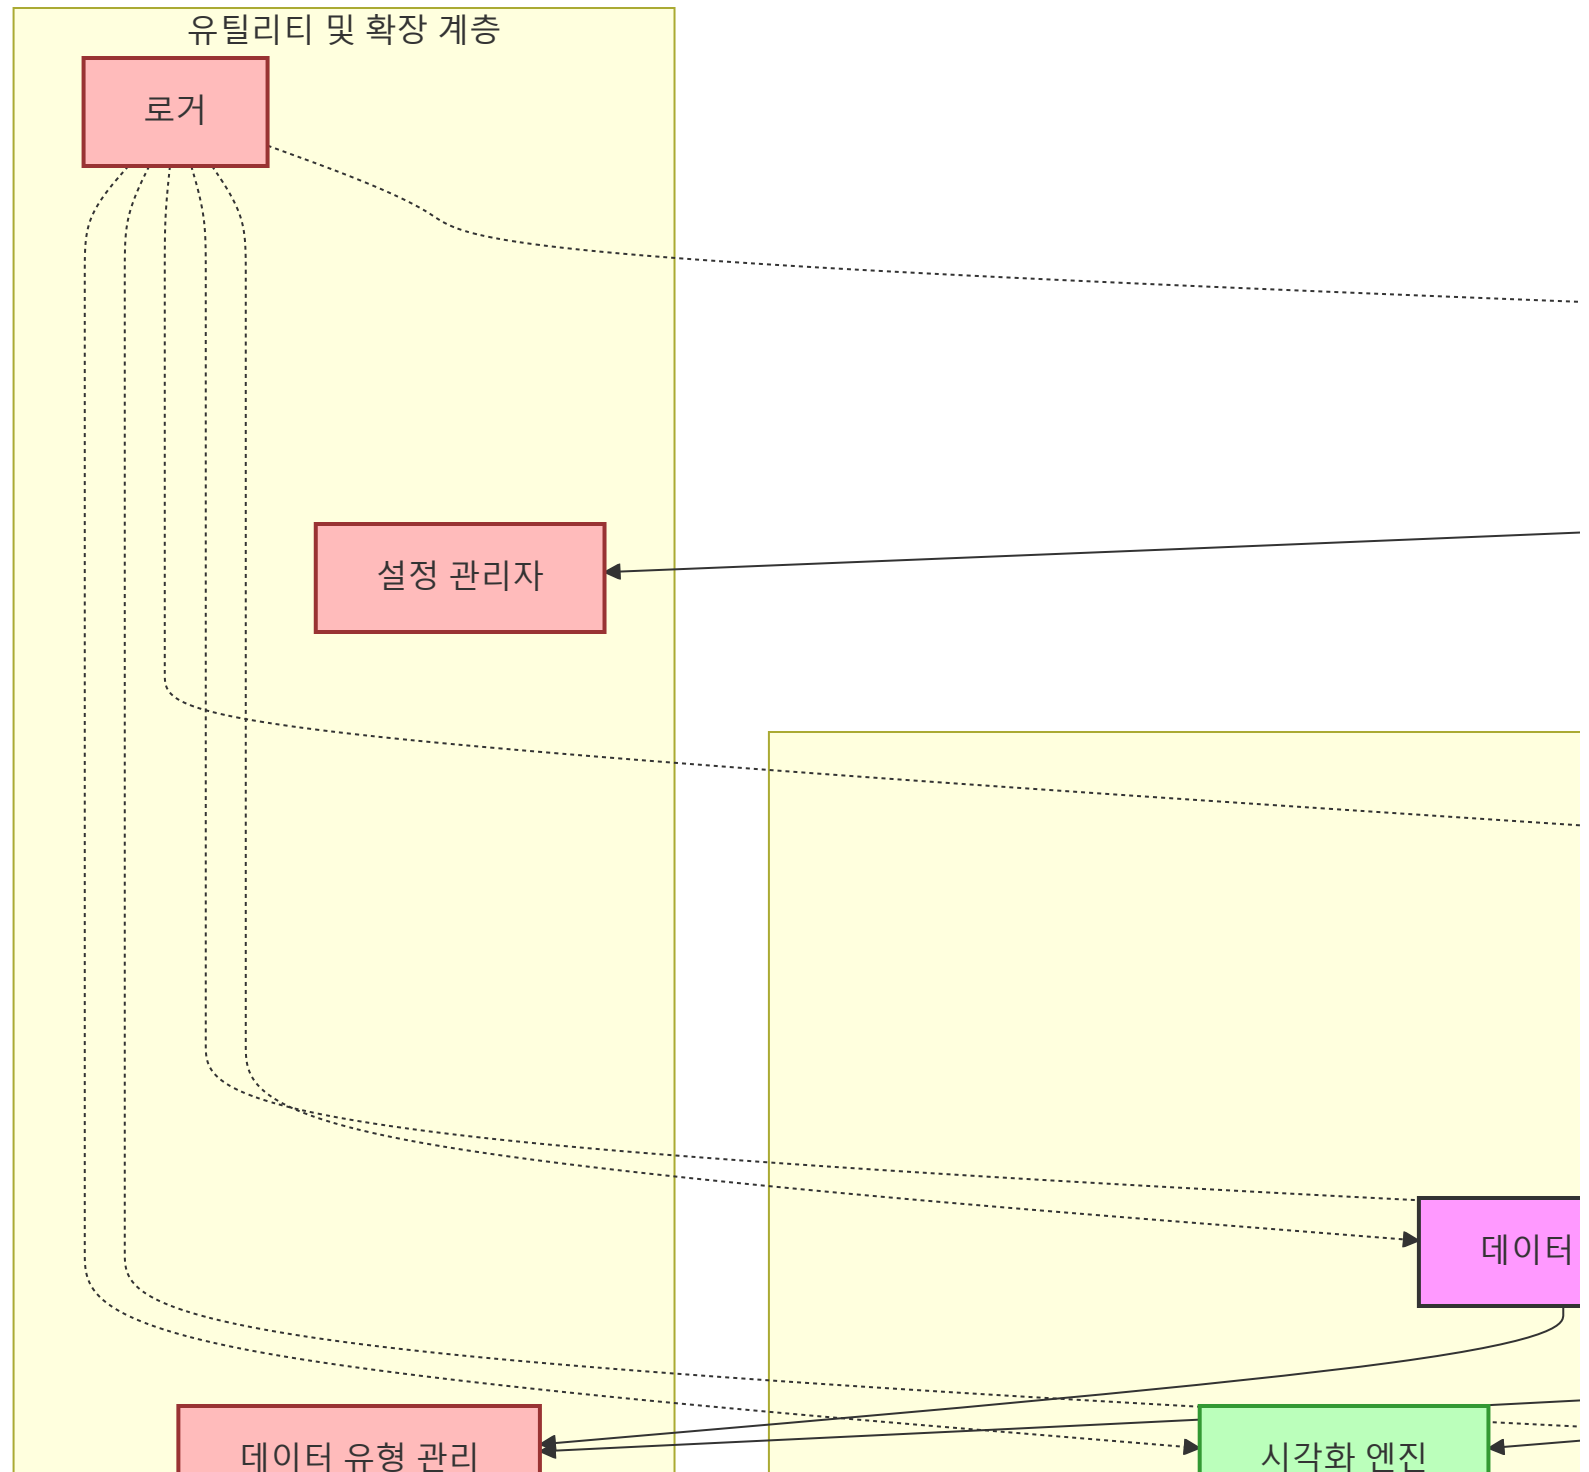 유틸리티 및 확장 계층
로거
설정 관리자
데이터
데이터 유형 관리
시각화 엔진